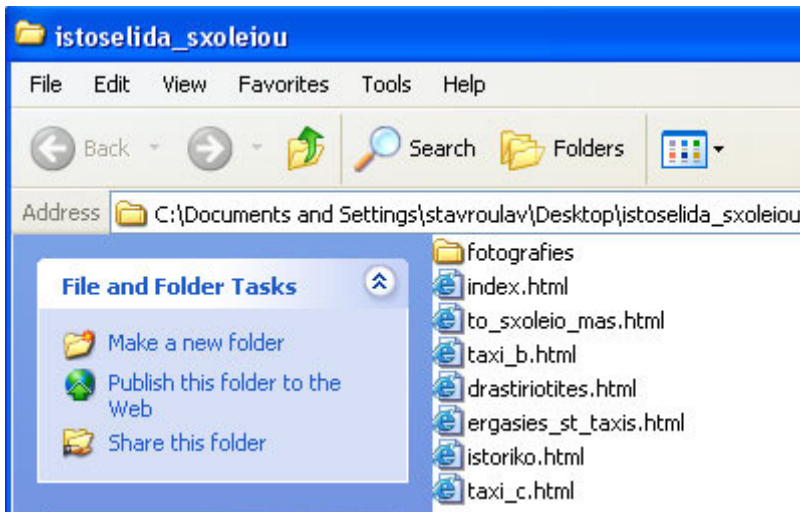 istoselida_sxoleiou
File Edit View Favorites Tools Help
Back Search Folders
Address C:\Documents and Settings\stavroulav\Desktop\istoselida_sxoleiou
File and Folder Tasks
Make a new folder
Publish this folder to the
Web
Share this folder
fotografies
index.html
to_sxoleio_mas.html
taxi_b.html
drastiriotites.html
ergasies_st_taxis.html
istoriko.html
taxi_c.html